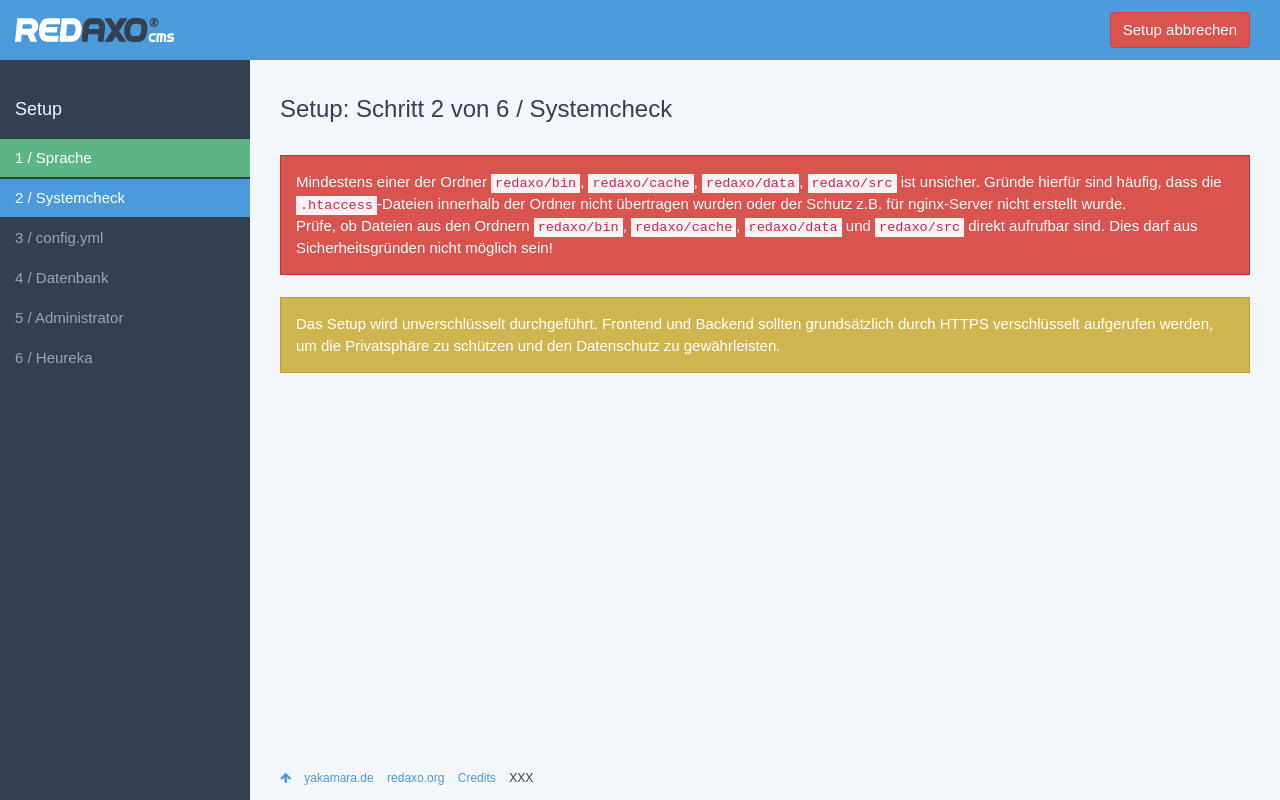 REDAXO® cms
Setup abbrechen
Setup
1 / Sprache
2 / Systemcheck
3 / config.yml
4 / Datenbank
5 / Administrator
6 / Heureka
Setup: Schritt 2 von 6 / Systemcheck
Mindestens einer der Ordner redaxo/bin, redaxo/cache, redaxo/data, redaxo/src ist unsicher. Gründe hierfür sind häufig, dass die
.htaccess-Dateien innerhalb der Ordner nicht übertragen wurden oder der Schutz z.B. für nginx-Server nicht erstellt wurde.
Prüfe, ob Dateien aus den Ordnern redaxo/bin, redaxo/cache, redaxo/data und redaxo/src direkt aufrufbar sind. Dies darf aus
Sicherheitsgründen nicht möglich sein!
Das Setup wird unverschlüsselt durchgeführt. Frontend und Backend sollten grundsätzlich durch HTTPS verschlüsselt aufgerufen werden,
um die Privatsphäre zu schützen und den Datenschutz zu gewährleisten.
yakamara.de redaxo.org Credits XXX